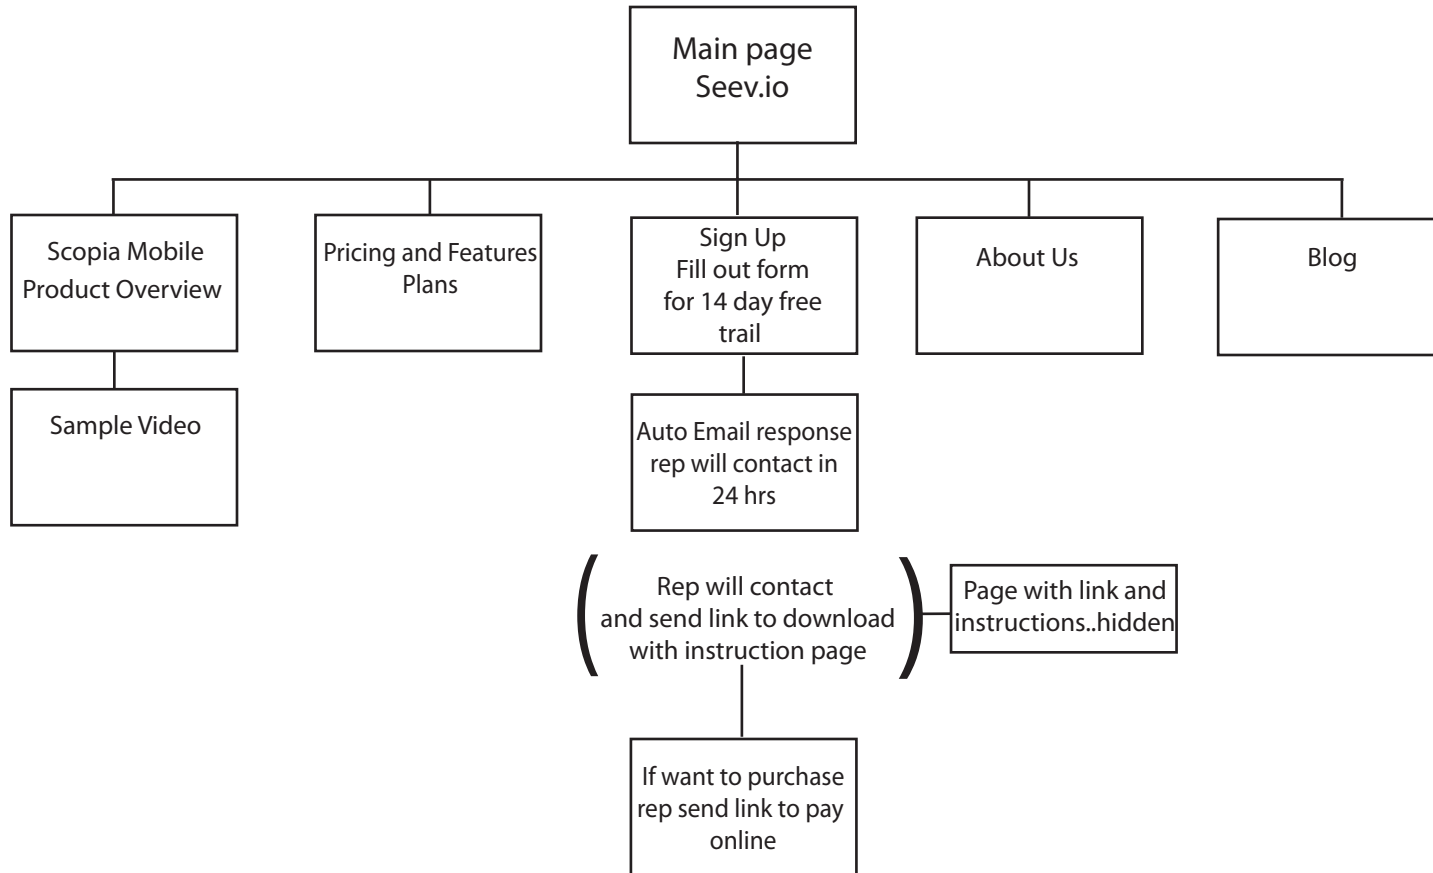 Main page
Seev.io
Scopia Mobile
Product Overview
Pricing and Features
Plans
Sign Up
Fill out form
for 14 day free
trail
About Us
Blog
Sample Video
Auto Email response
rep will contact in
24 hrs
( Rep will contact
and send link to download
with instruction page )
Page with link and
instructions..hidden
If want to purchase
rep send link to pay
online